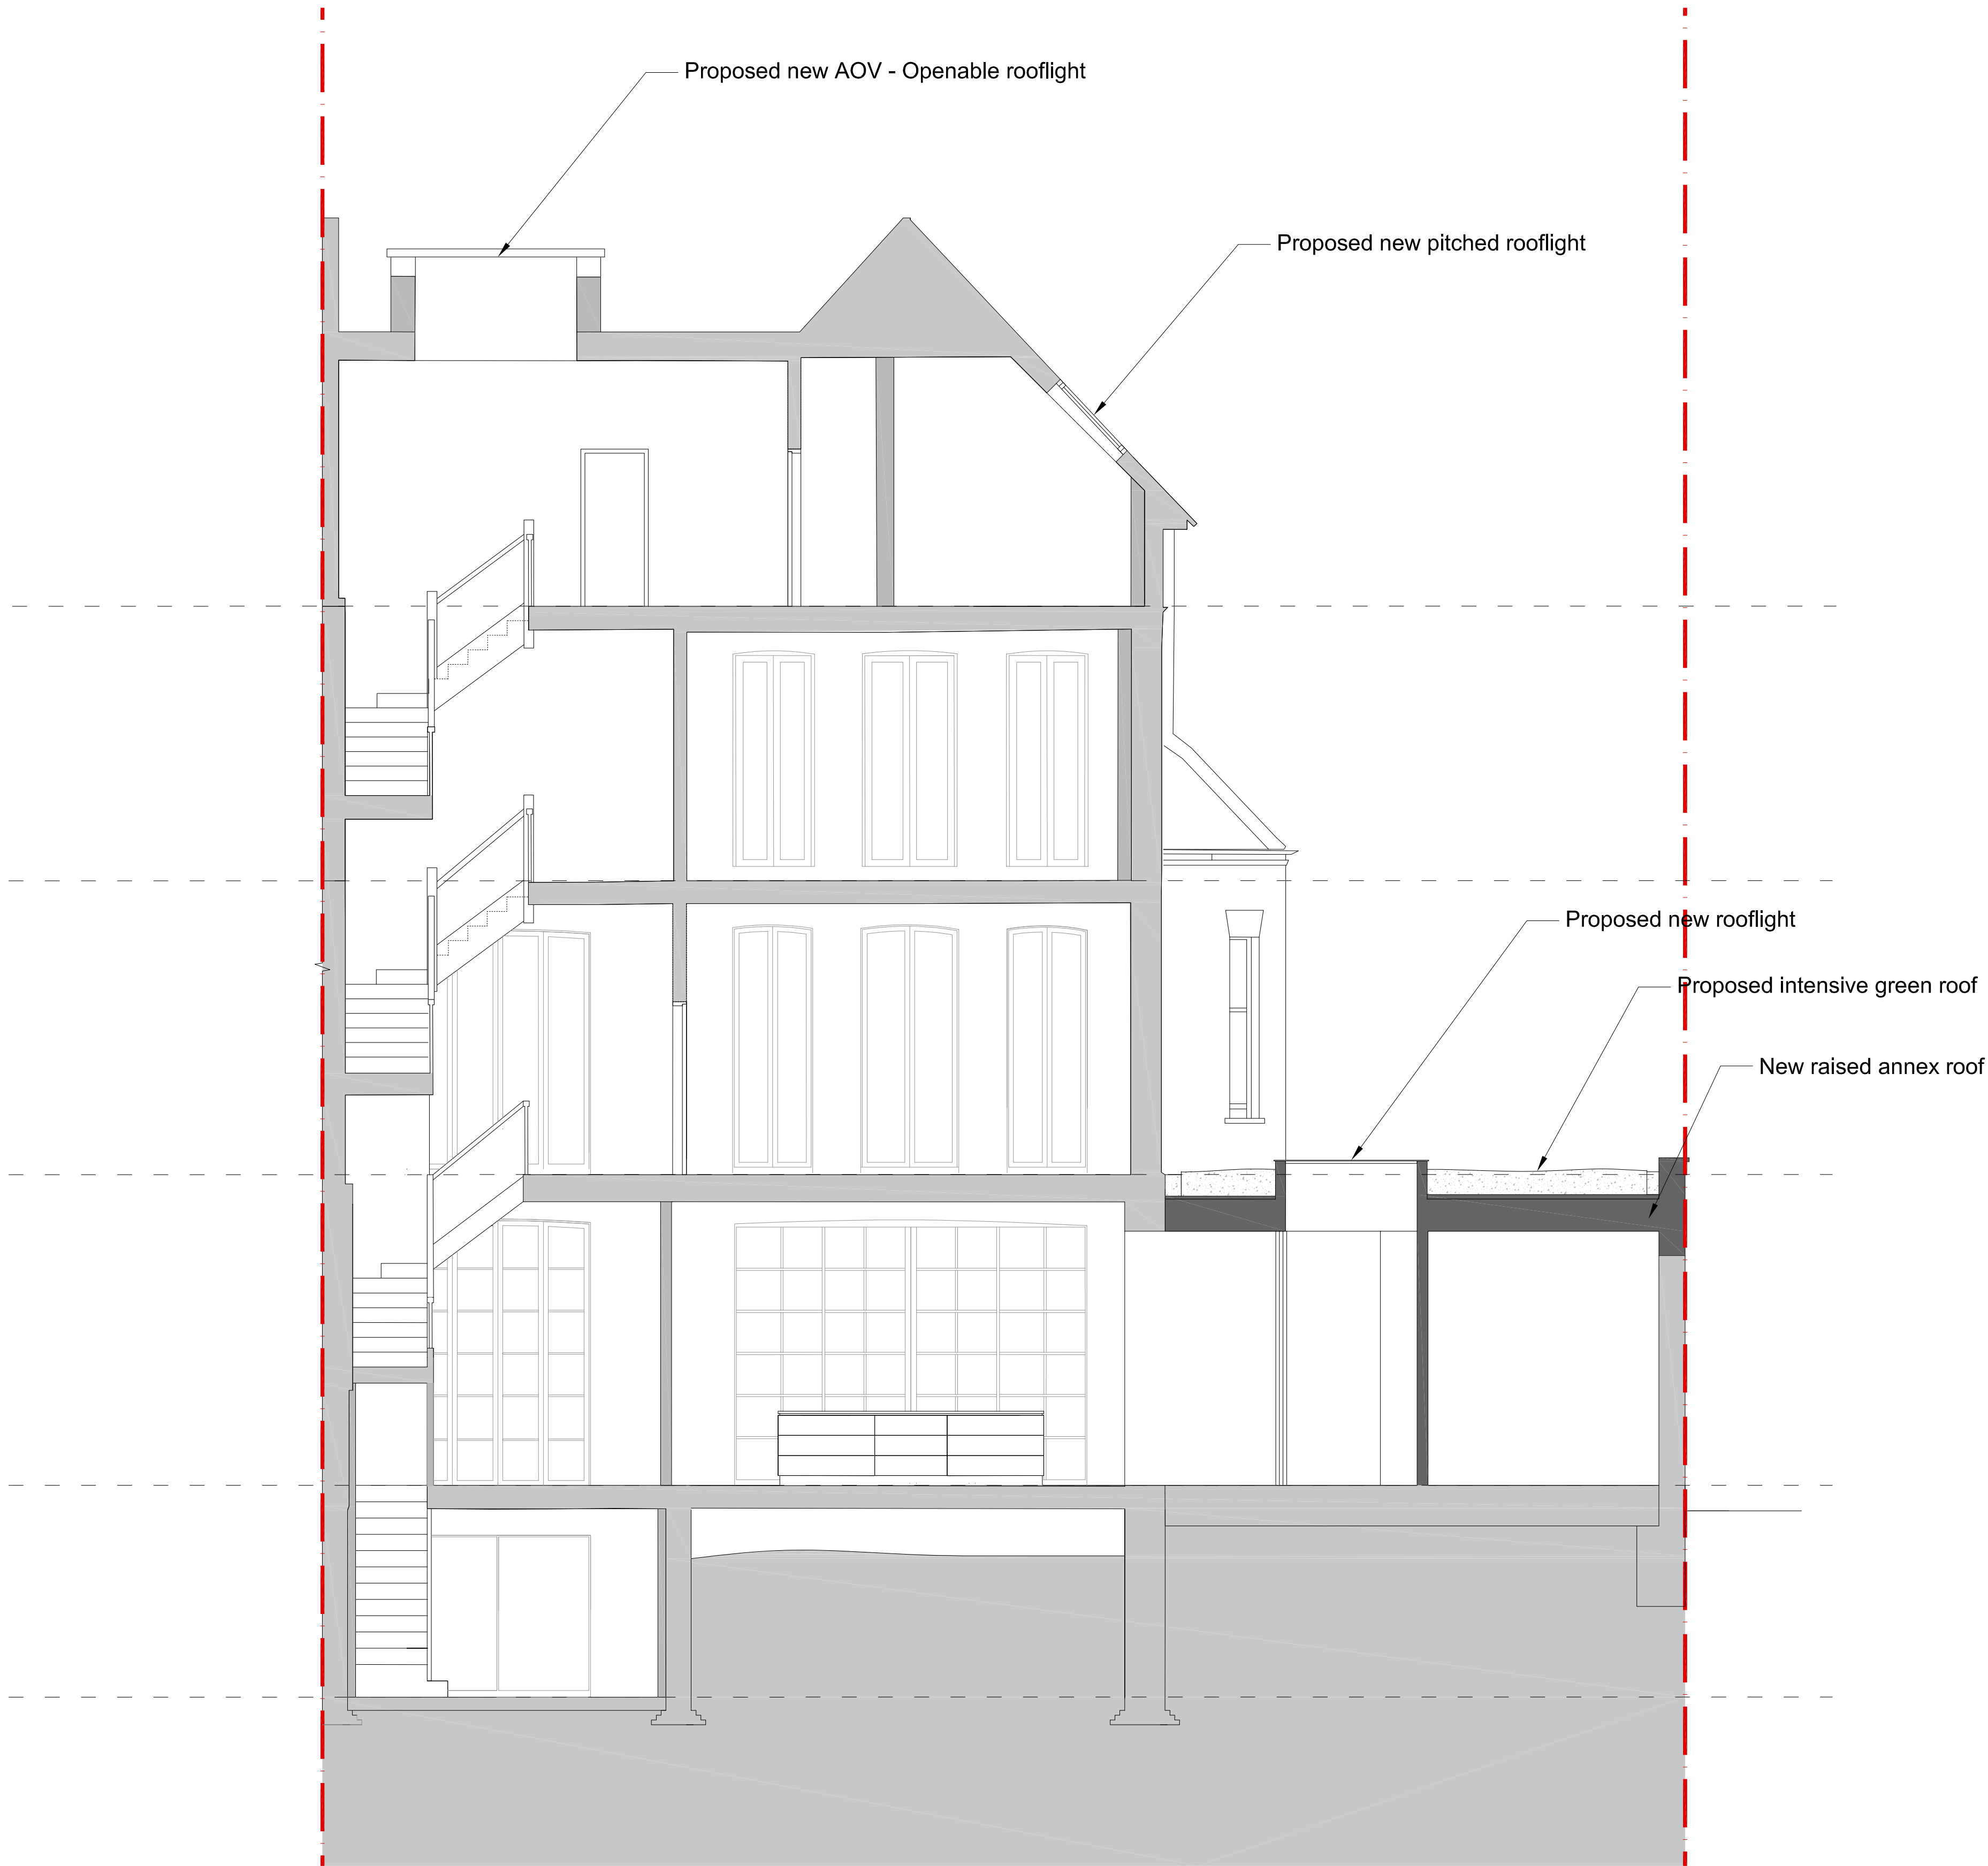 Proposed new AOV - Openable rooflight
Proposed new pitched rooflight
Proposed new rooflight
Proposed intensive green roof
New raised annex roof